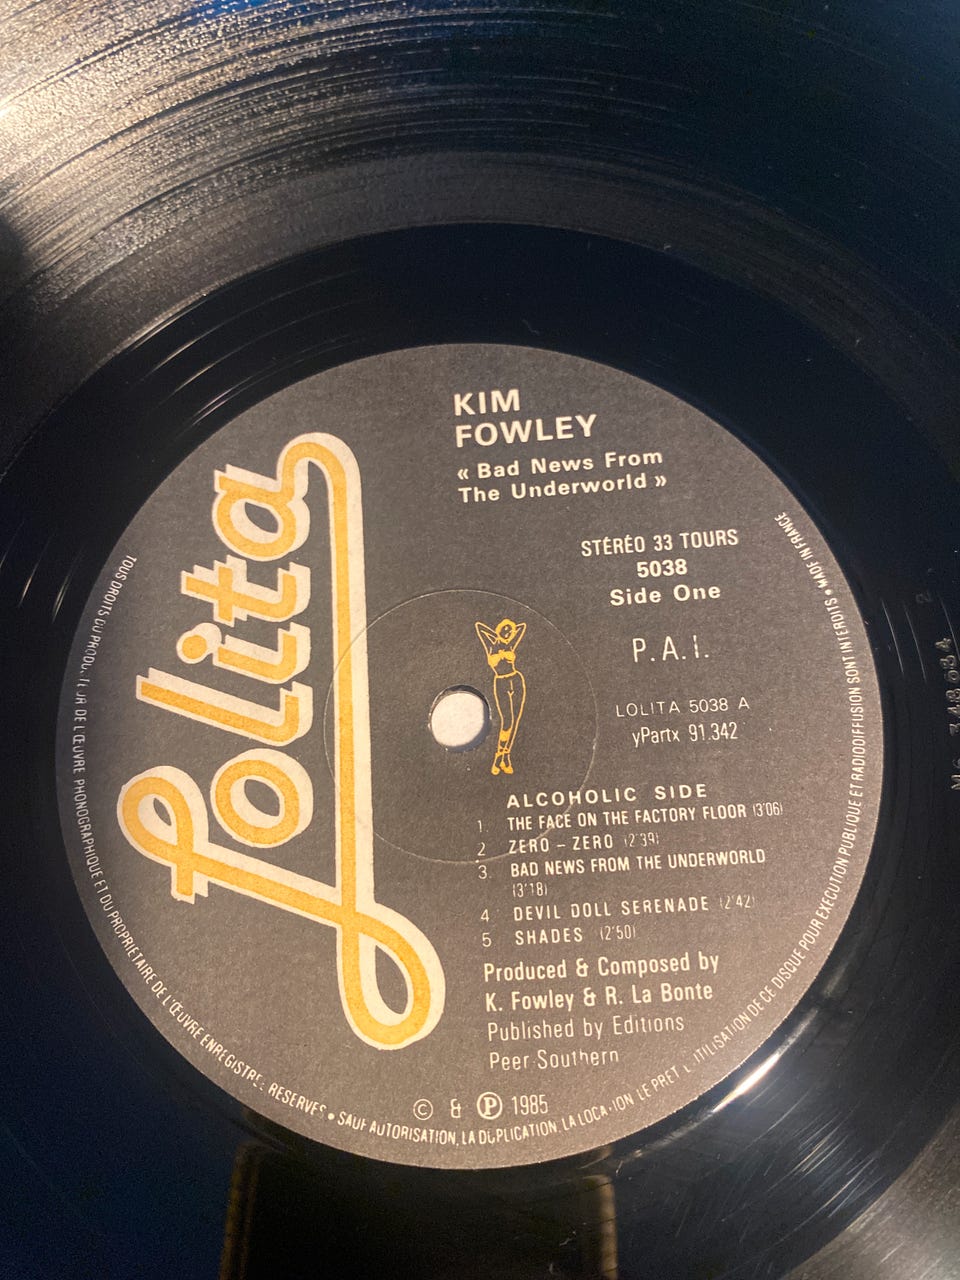 Lolita
KIM
FOWLEY
« Bad News From
The Underworld »
STÉRÉO 33 TOURS
5038
Side One
P.A.I.
LOLITA 5038 A
yPartx 91.342
ALCOHOLIC SIDE
1. THE FACE ON THE FACTORY FLOOR (3'06)
2 ZERO – ZERO (2'39)
3. BAD NEWS FROM THE UNDERWORLD
(3'18)
4 DEVIL DOLL SERENADE (2'42)
5 SHADES (2'50)
Produced & Composed by
K. Fowley & R. La Bonte
Published by Editions
Peer Southern
© & ℗ 1985
TOUS DROITS DU PRODUCTEUR DE L'ŒUVRE PHONOGRAPHIQUE ET DU PROPRIETAIRE DE L'ŒUVRE ENREGISTRE: RESERVES • SAUF AUTORISATION, LA DUPLICATION, LA LOCATION LE PRET L'UTILISATION DE CE DISQUE POUR EXECUTION PUBLIQUE ET RADIODIFFUSION SONT INTERDITS • MADE IN FRANCE